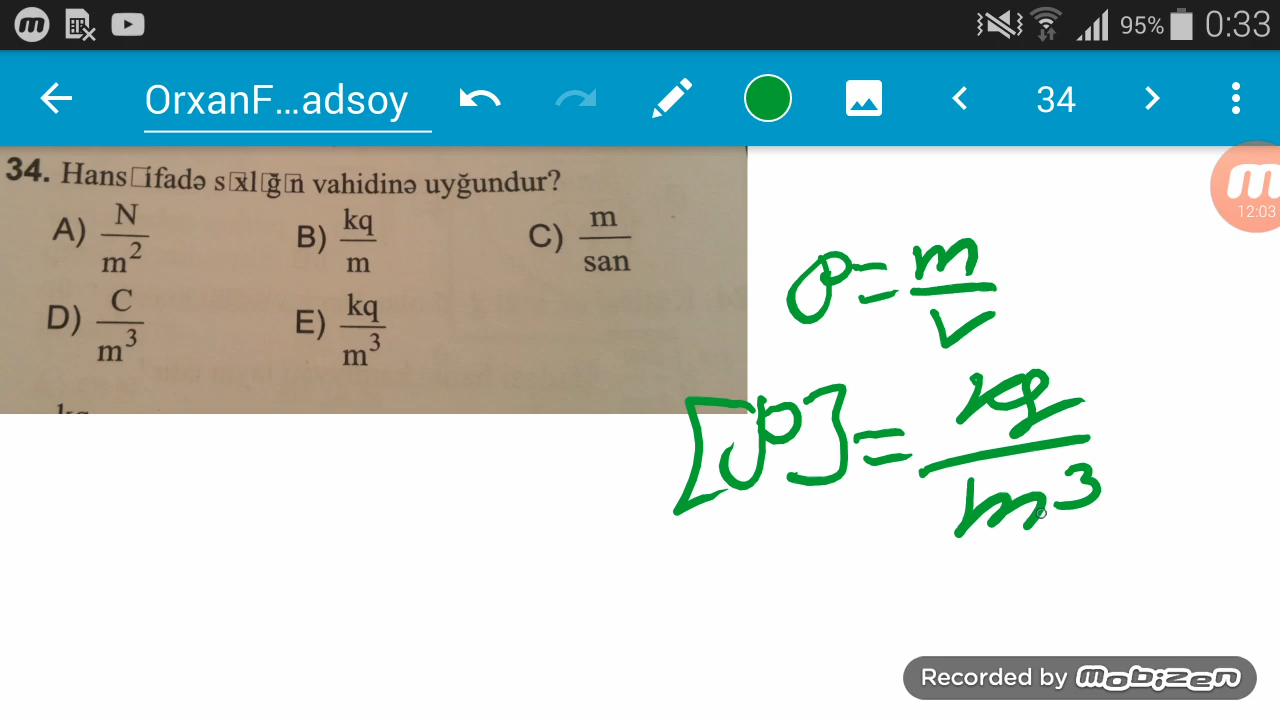 95% 0:33
OrxanF...adsoy 34
12:03
34. Hans□ifadə s□xl□ğ□n vahidinə uyğundur?
A) N/m² B) kq/m C) m/san
D) C/m³ E) kq/m³
ρ = m/V
[ρ] = kq/m³
Recorded by MOBIZEN